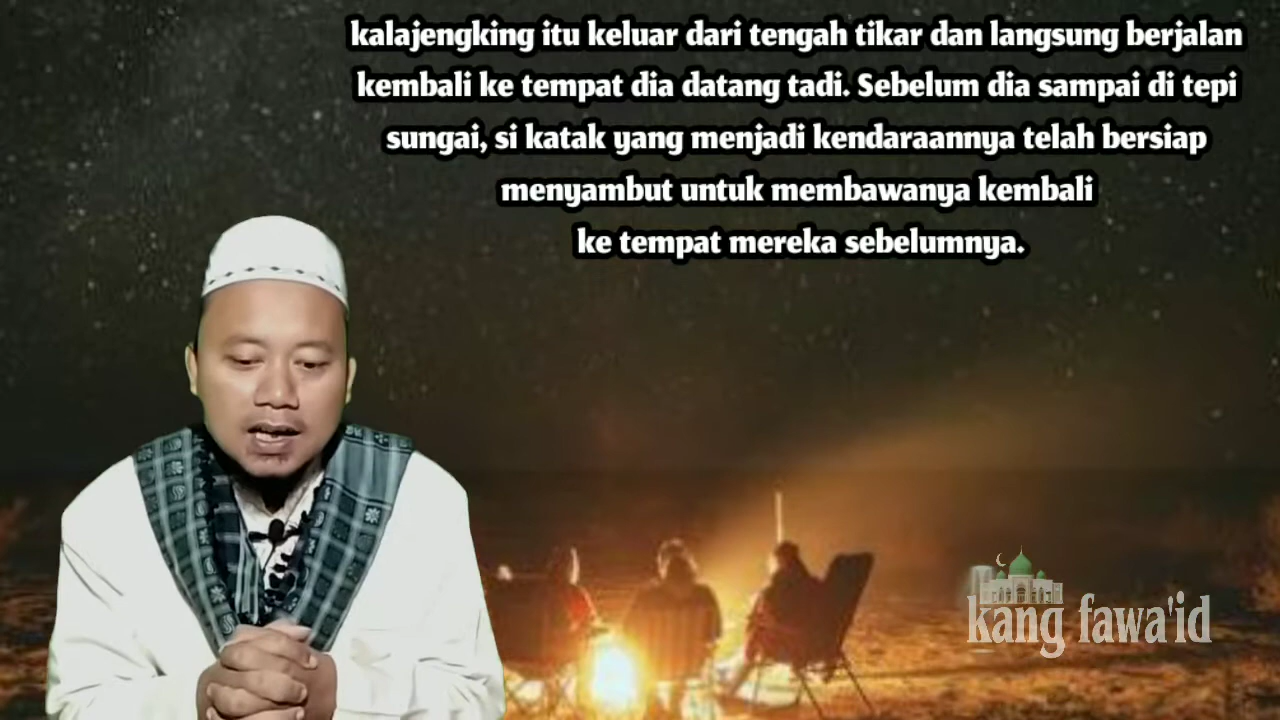 kalajengking itu keluar dari tengah tikar dan langsung berjalan
kembali ke tempat dia datang tadi. Sebelum dia sampai di tepi
sungai, si katak yang menjadi kendaraannya telah bersiap
menyambut untuk membawanya kembali
ke tempat mereka sebelumnya.
kang fawa'id